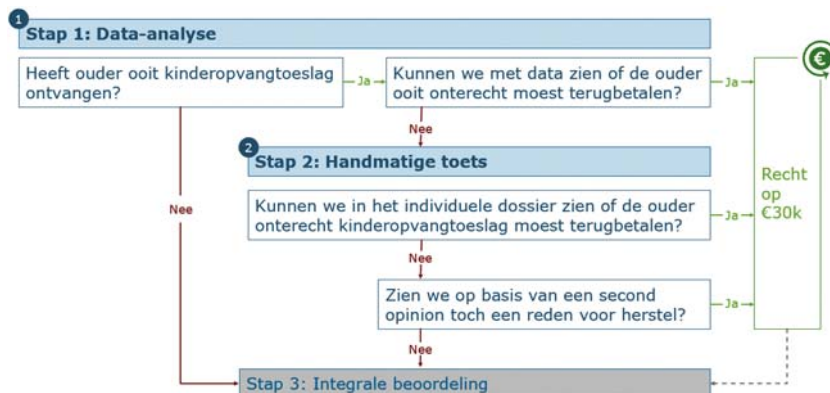 1
Stap 1: Data-analyse
Heeft ouder ooit kinderopvangtoeslag
ontvangen?
Ja
Kunnen we met data zien of de ouder
ooit onterecht moest terugbetalen?
Ja
€
Nee
2
Stap 2: Handmatige toets
Recht
op
€30k
Nee
Kunnen we in het individuele dossier zien of de ouder
onterecht kinderopvangtoeslag moest terugbetalen?
Ja
Nee
Zien we op basis van een second
opinion toch een reden voor herstel?
Ja
Nee
Stap 3: Integrale beoordeling